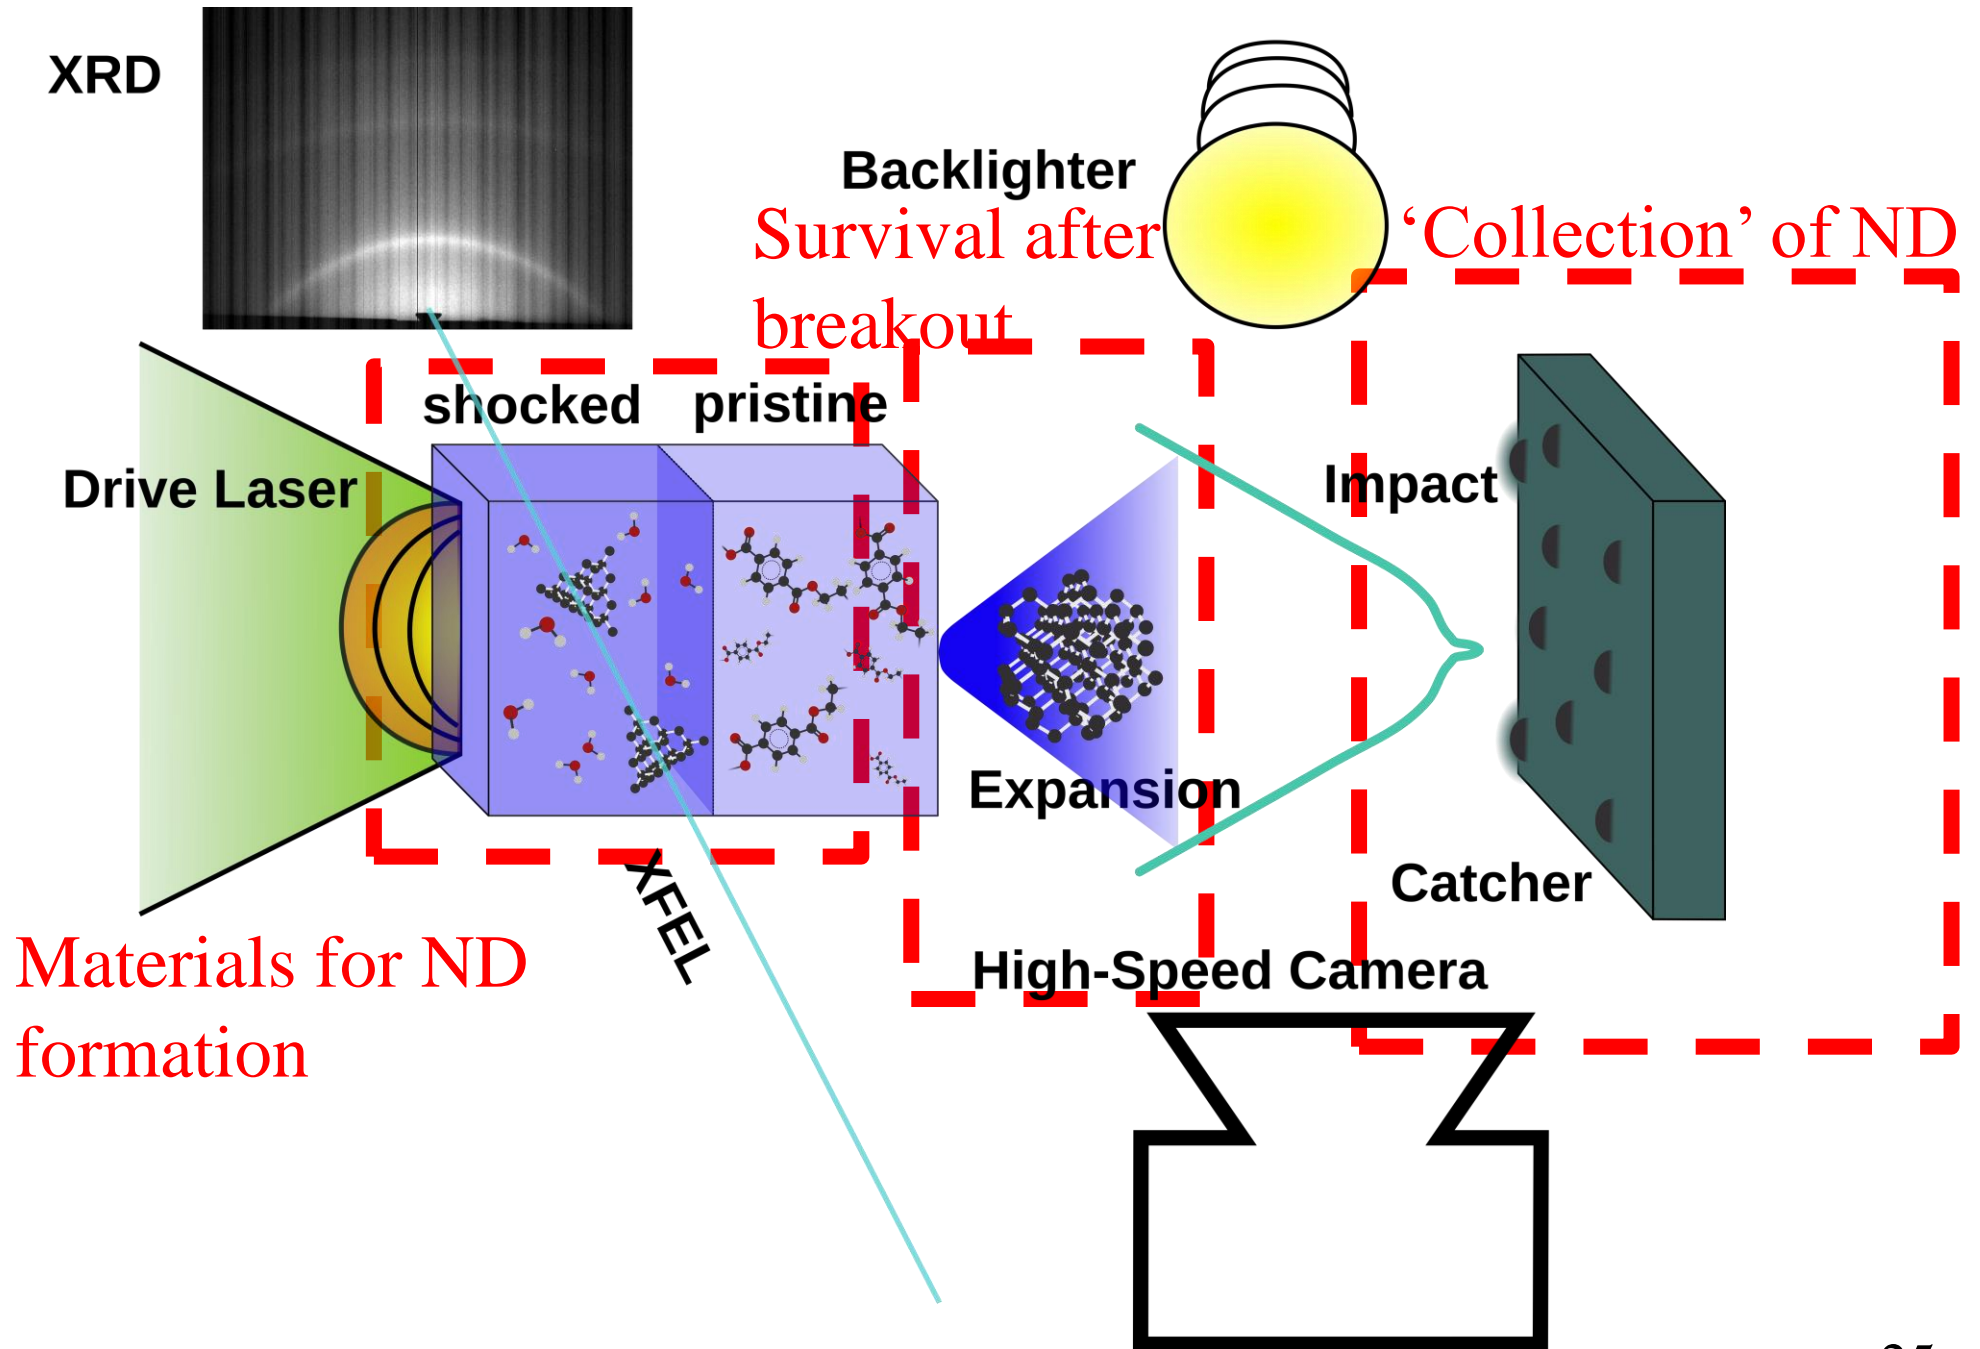 XRD
Backlighter
Survival after
breakout
‘Collection’ of ND
shocked
pristine
Drive Laser
Impact
Expansion
Catcher
XFEL
High-Speed Camera
Materials for ND
formation